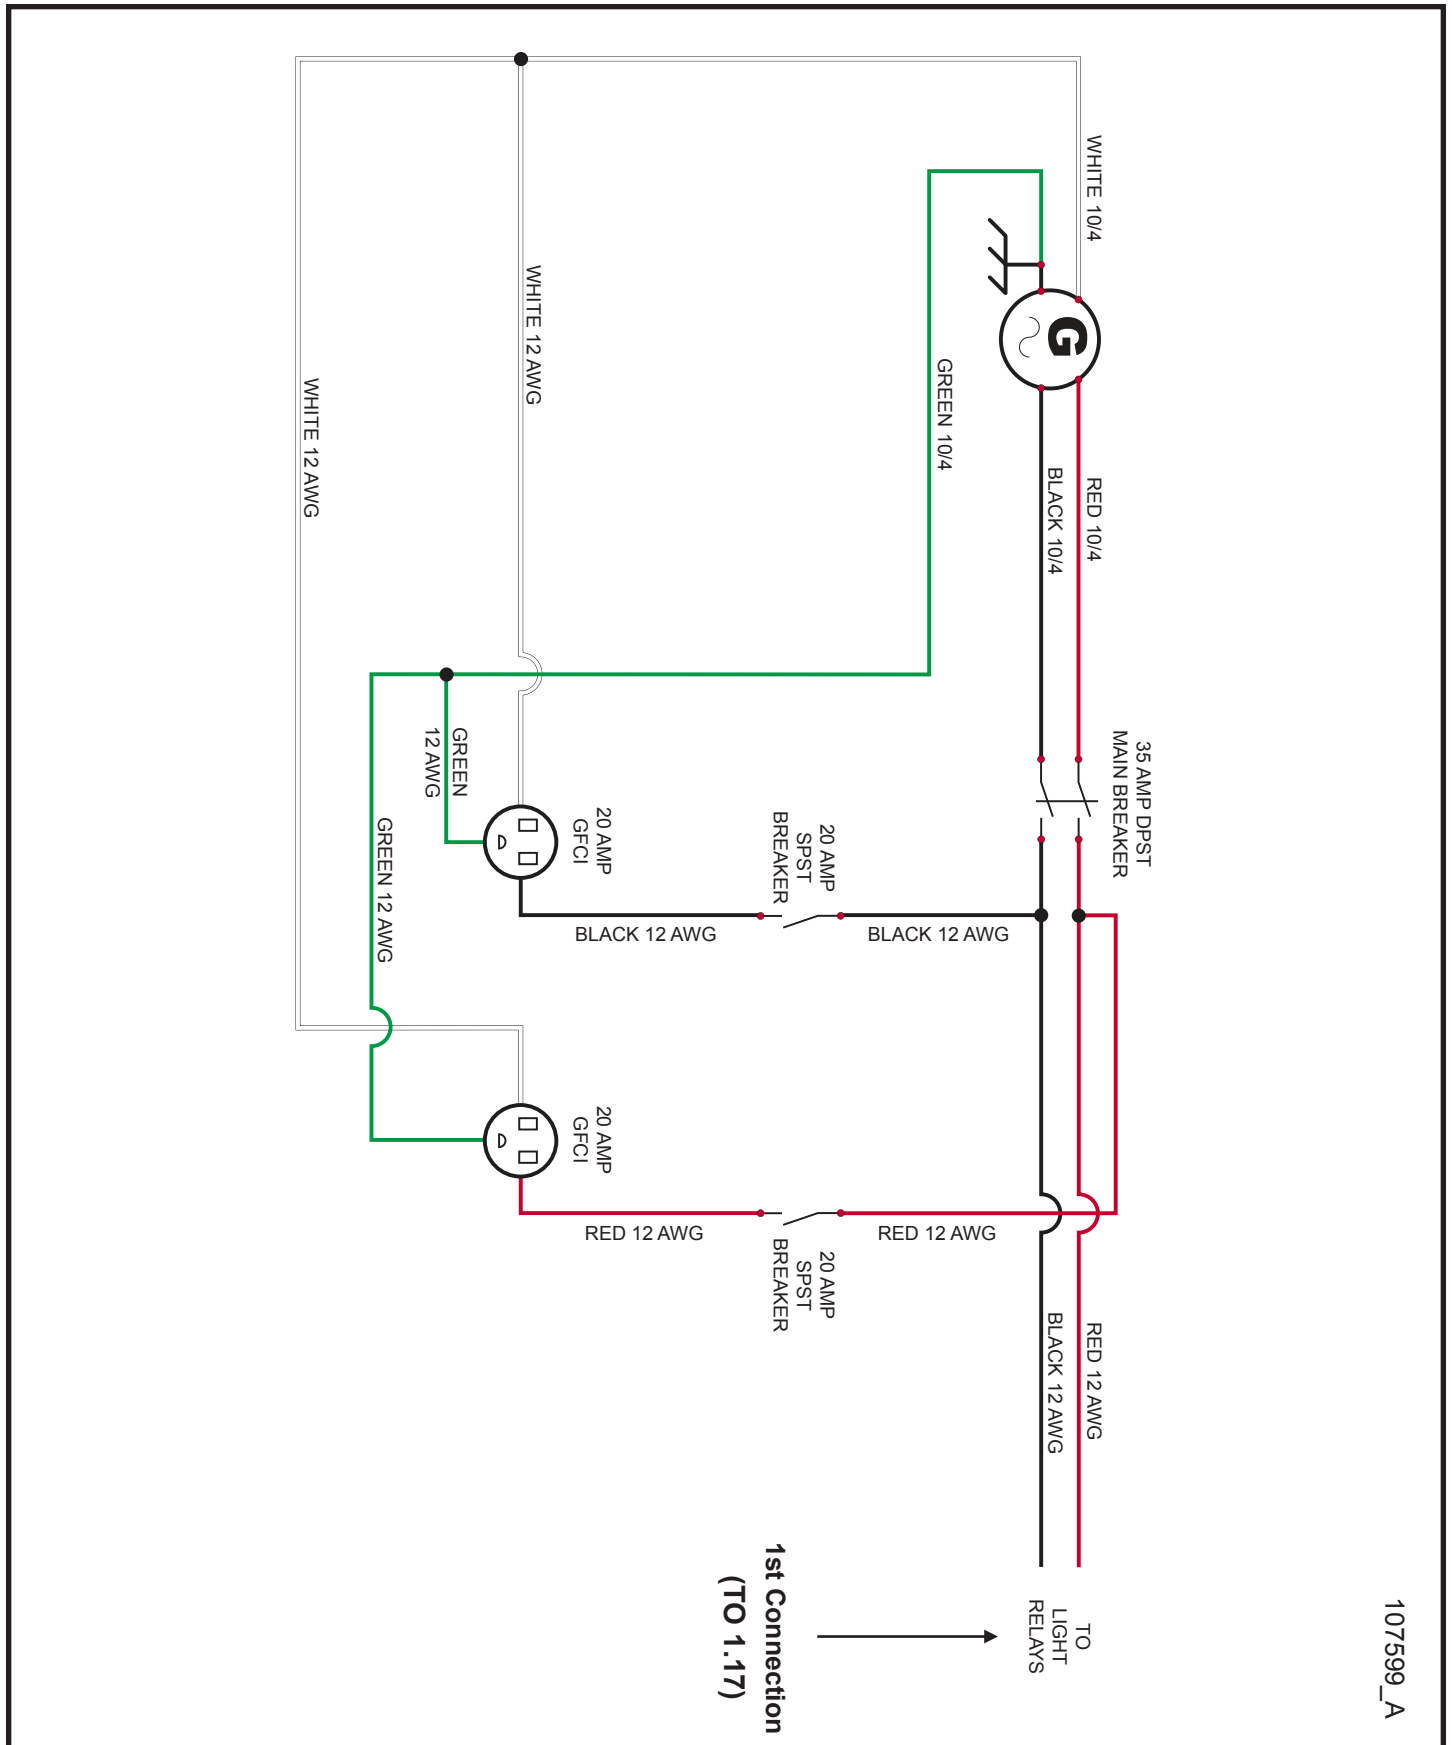 107599_A
WHITE 10/4
RED 10/4
BLACK 10/4
35 AMP DPST
MAIN BREAKER
RED 12 AWG
BLACK 12 AWG
TO
LIGHT
RELAYS
1st Connection
(TO 1.17)
GREEN 10/4
20 AMP
SPST
BREAKER
BLACK 12 AWG
BLACK 12 AWG
20 AMP
SPST
BREAKER
RED 12 AWG
RED 12 AWG
WHITE 12 AWG
20 AMP
GFCI
20 AMP
GFCI
GREEN
12 AWG
GREEN 12 AWG
WHITE 12 AWG
G